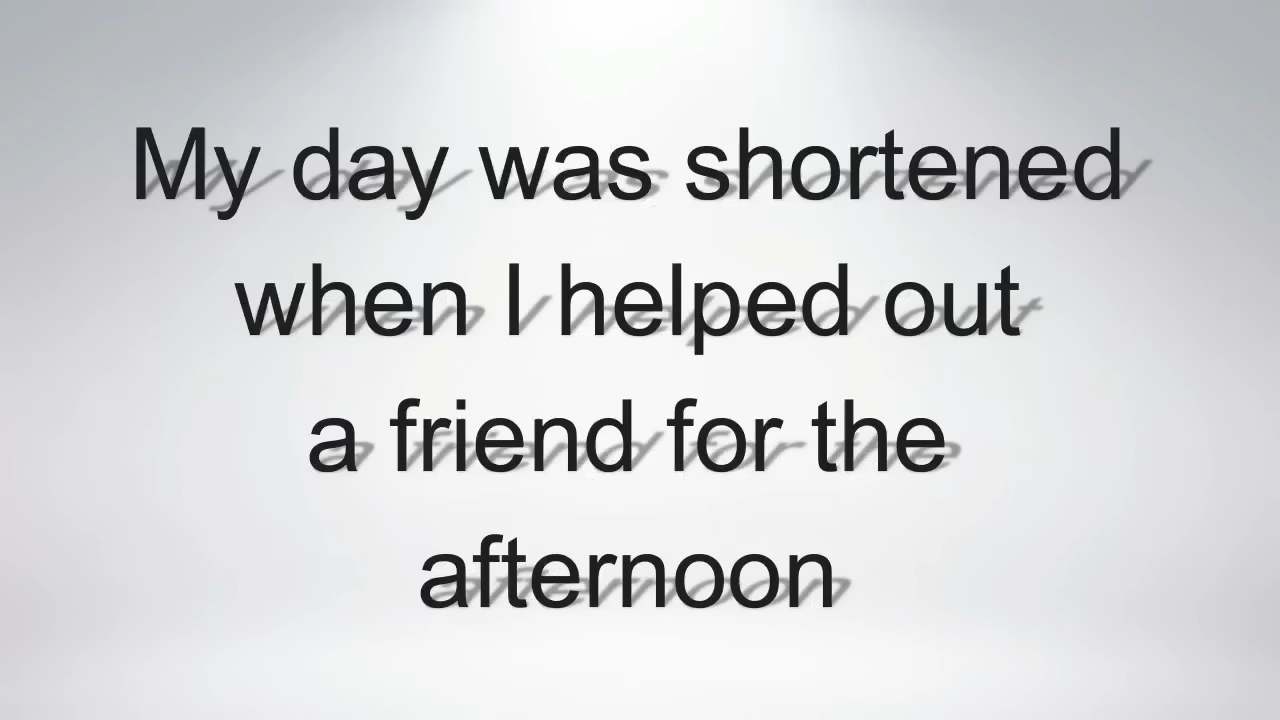 My day was shortened
when I helped out
a friend for the
afternoon